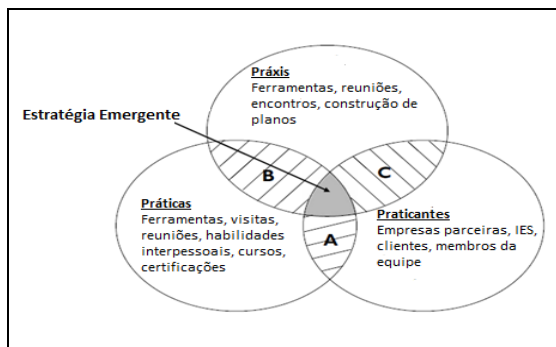 Práxis
Ferramentas, reuniões,
encontros, construção de
planos
Estratégia Emergente
B
C
Práticas
Ferramentas, visitas,
reuniões, habilidades
interpessoais, cursos,
certificações
Praticantes
Empresas parceiras, IES,
clientes, membros da
equipe
A